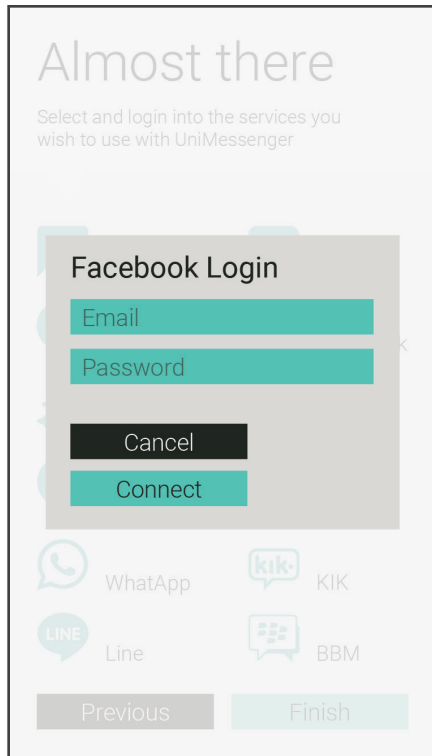 Almost there
Select and login into the services you
wish to use with UniMessenger
Facebook Login
Email
k
Password
Cancel
Connect
WhatApp
kik.
KIK
LINE
Line
BBM
Previous
Finish